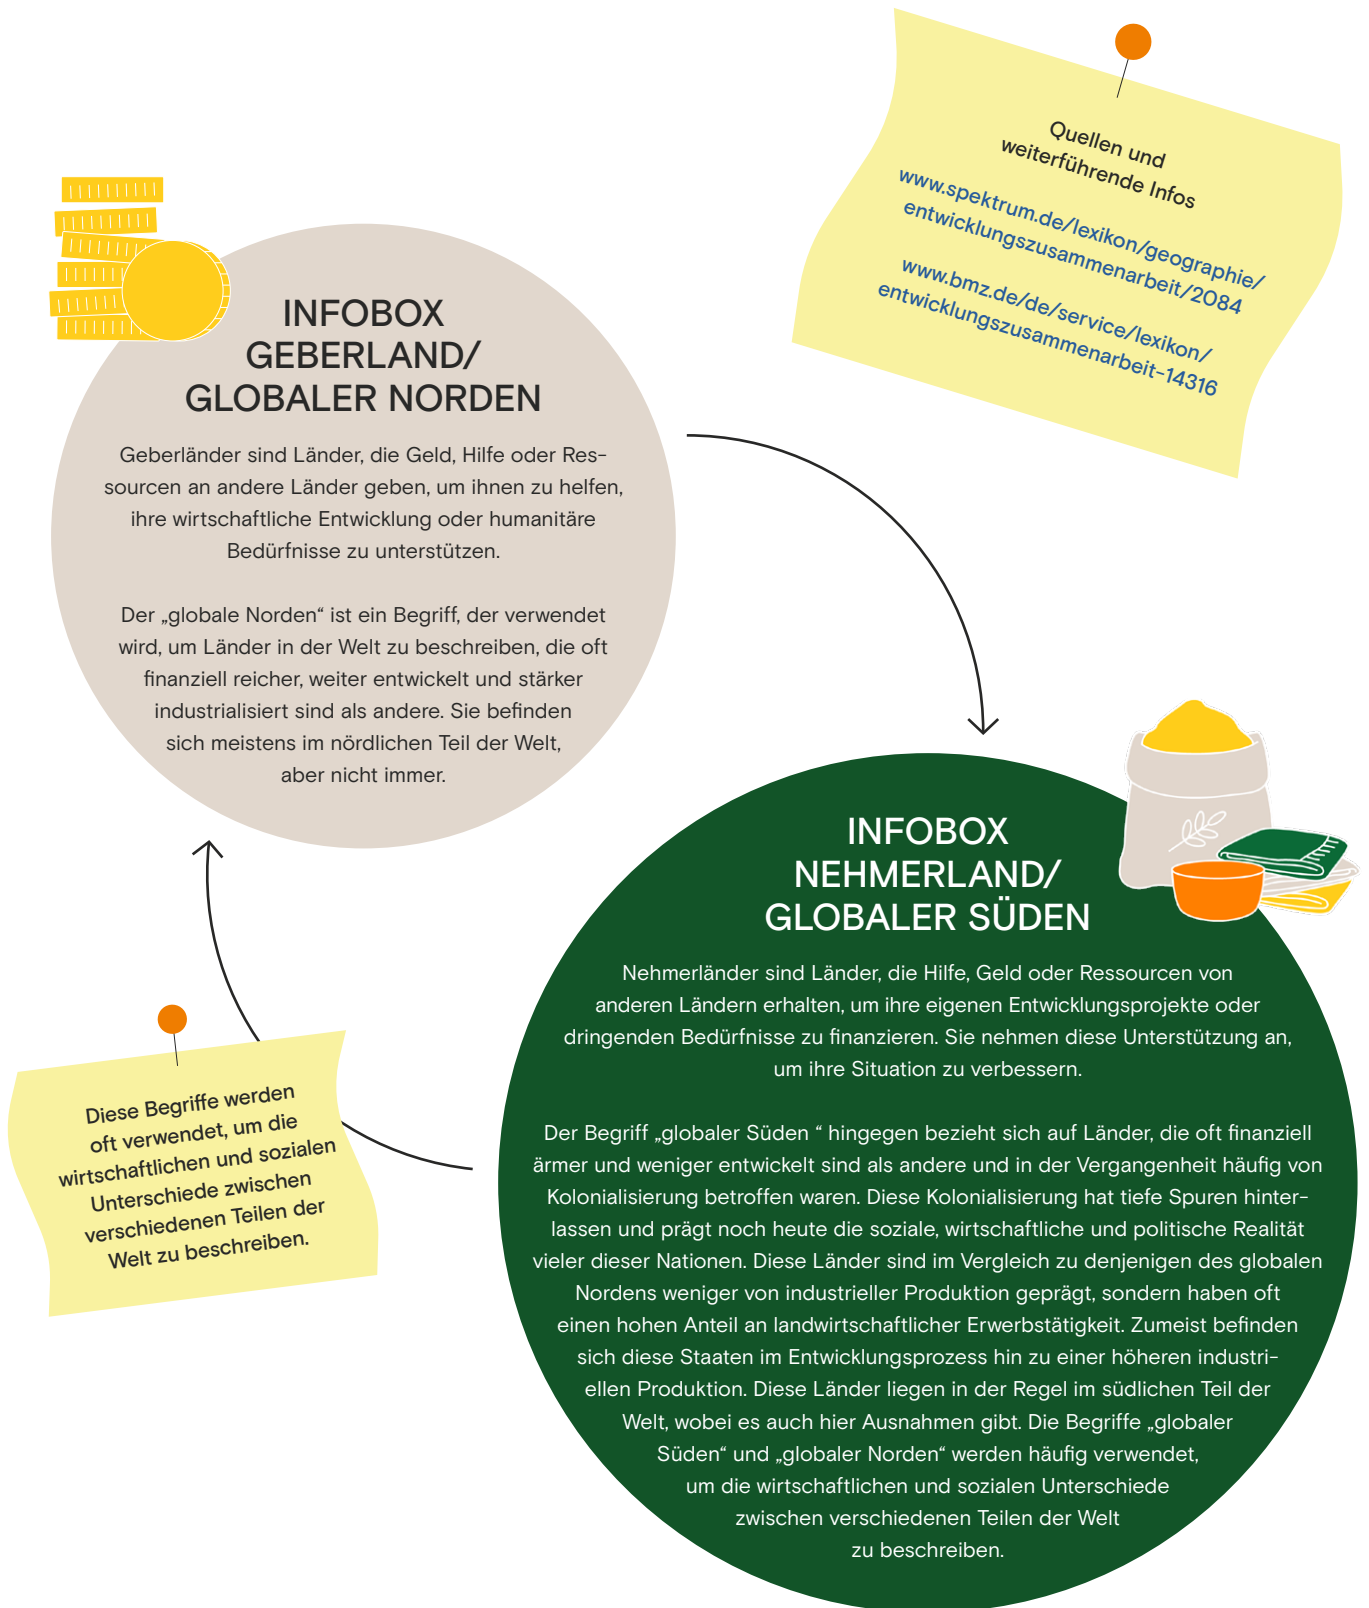 Quellen und
weiterführende Infos
www.spektrum.de/lexikon/geographie/
entwicklungszusammenarbeit/2084
www.bmz.de/de/service/lexikon/
entwicklungszusammenarbeit-14316
INFOBOX
GEBERLAND/
GLOBALER NORDEN
Geberländer sind Länder, die Geld, Hilfe oder Res-
sourcen an andere Länder geben, um ihnen zu helfen,
ihre wirtschaftliche Entwicklung oder humanitäre
Bedürfnisse zu unterstützen.
Der „globale Norden“ ist ein Begriff, der verwendet
wird, um Länder in der Welt zu beschreiben, die oft
finanziell reicher, weiter entwickelt und stärker
industrialisiert sind als andere. Sie befinden
sich meistens im nördlichen Teil der Welt,
aber nicht immer.
INFOBOX
NEHMERLAND/
GLOBALER SÜDEN
Nehmerländer sind Länder, die Hilfe, Geld oder Ressourcen von
anderen Ländern erhalten, um ihre eigenen Entwicklungsprojekte oder
dringenden Bedürfnisse zu finanzieren. Sie nehmen diese Unterstützung an,
um ihre Situation zu verbessern.
Der Begriff „globaler Süden “ hingegen bezieht sich auf Länder, die oft finanziell
ärmer und weniger entwickelt sind als andere und in der Vergangenheit häufig von
Kolonialisierung betroffen waren. Diese Kolonialisierung hat tiefe Spuren hinter-
lassen und prägt noch heute die soziale, wirtschaftliche und politische Realität
vieler dieser Nationen. Diese Länder sind im Vergleich zu denjenigen des globalen
Nordens weniger von industrieller Produktion geprägt, sondern haben oft
einen hohen Anteil an landwirtschaftlicher Erwerbstätigkeit. Zumeist befinden
sich diese Staaten im Entwicklungsprozess hin zu einer höheren industri-
ellen Produktion. Diese Länder liegen in der Regel im südlichen Teil der
Welt, wobei es auch hier Ausnahmen gibt. Die Begriffe „globaler
Süden“ und „globaler Norden“ werden häufig verwendet,
um die wirtschaftlichen und sozialen Unterschiede
zwischen verschiedenen Teilen der Welt
zu beschreiben.
Diese Begriffe werden
oft verwendet, um die
wirtschaftlichen und sozialen
Unterschiede zwischen
verschiedenen Teilen der
Welt zu beschreiben.